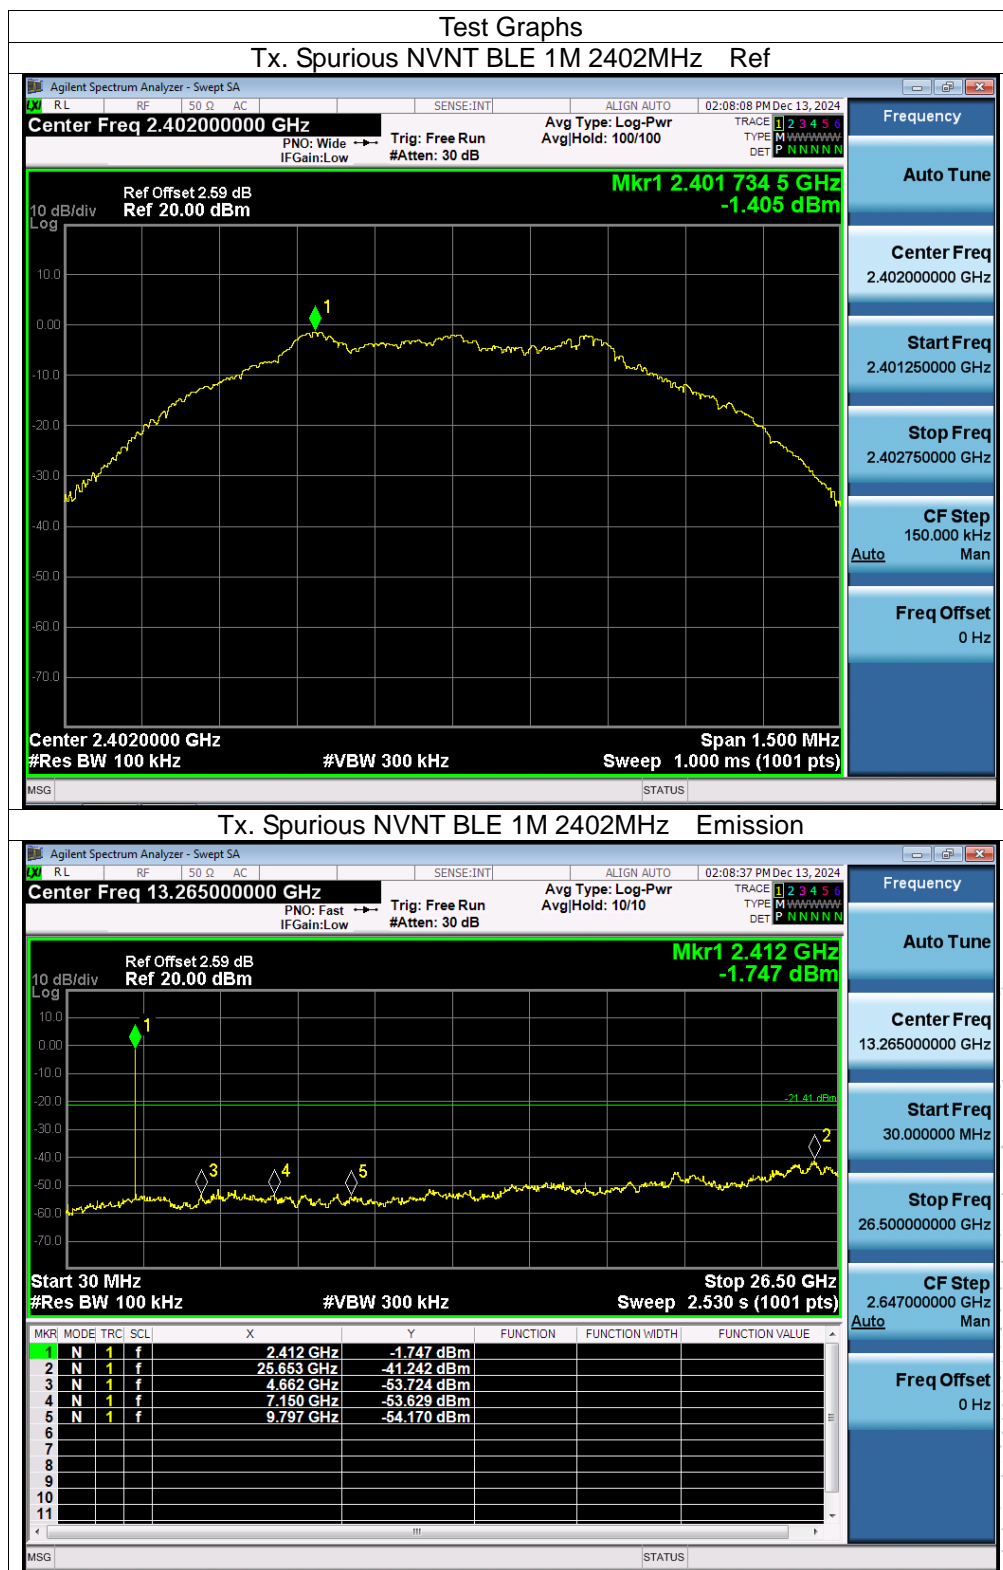 Test Graphs
Tx. Spurious NVNT BLE 1M 2402MHz Ref
Agilent Spectrum Analyzer - Swept SA
LXI RL RF 50 Ω AC SENSE:INT ALIGN AUTO 02:08:08 PM Dec 13, 2024
Center Freq 2.402000000 GHz Avg Type: Log-Pwr TRACE 1 2 3 4 5 6
PNO: Wide Trig: Free Run Avg|Hold: 100/100 TYPE M WWWWW
IFGain:Low #Atten: 30 dB DET P N N N N N
Frequency
Mkr1 2.401 734 5 GHz
-1.405 dBm
Ref Offset 2.59 dB
10 dB/div Ref 20.00 dBm
Log
10.0
0.00
-10.0
-20.0
-30.0
-40.0
-50.0
-60.0
-70.0
1
Center 2.4020000 GHz Span 1.500 MHz
#Res BW 100 kHz #VBW 300 kHz Sweep 1.000 ms (1001 pts)
Auto Tune
Center Freq
2.402000000 GHz
Start Freq
2.401250000 GHz
Stop Freq
2.402750000 GHz
CF Step
150.000 kHz
Auto Man
Freq Offset
0 Hz
MSG STATUS
Tx. Spurious NVNT BLE 1M 2402MHz Emission
Agilent Spectrum Analyzer - Swept SA
LXI RL RF 50 Ω AC SENSE:INT ALIGN AUTO 02:08:37 PM Dec 13, 2024
Center Freq 13.265000000 GHz Avg Type: Log-Pwr TRACE 1 2 3 4 5 6
PNO: Fast Trig: Free Run Avg|Hold: 10/10 TYPE M WWWWW
IFGain:Low #Atten: 30 dB DET P N N N N N
Frequency
Mkr1 2.412 GHz
-1.747 dBm
Ref Offset 2.59 dB
10 dB/div Ref 20.00 dBm
Log
10.0
0.00
-10.0
-20.0
-30.0
-40.0
-50.0
-60.0
-70.0
1
-21.41 dBm
2
3
4
5
Start 30 MHz Stop 26.50 GHz
#Res BW 100 kHz #VBW 300 kHz Sweep 2.530 s (1001 pts)
MKR MODE TRC SCL X Y FUNCTION FUNCTION WIDTH FUNCTION VALUE
1 N 1 f 2.412 GHz -1.747 dBm
2 N 1 f 25.653 GHz -41.242 dBm
3 N 1 f 4.662 GHz -53.724 dBm
4 N 1 f 7.150 GHz -53.629 dBm
5 N 1 f 9.797 GHz -54.170 dBm
6
7
8
9
10
11
Auto Tune
Center Freq
13.265000000 GHz
Start Freq
30.000000 MHz
Stop Freq
26.500000000 GHz
CF Step
2.647000000 GHz
Auto Man
Freq Offset
0 Hz
MSG STATUS